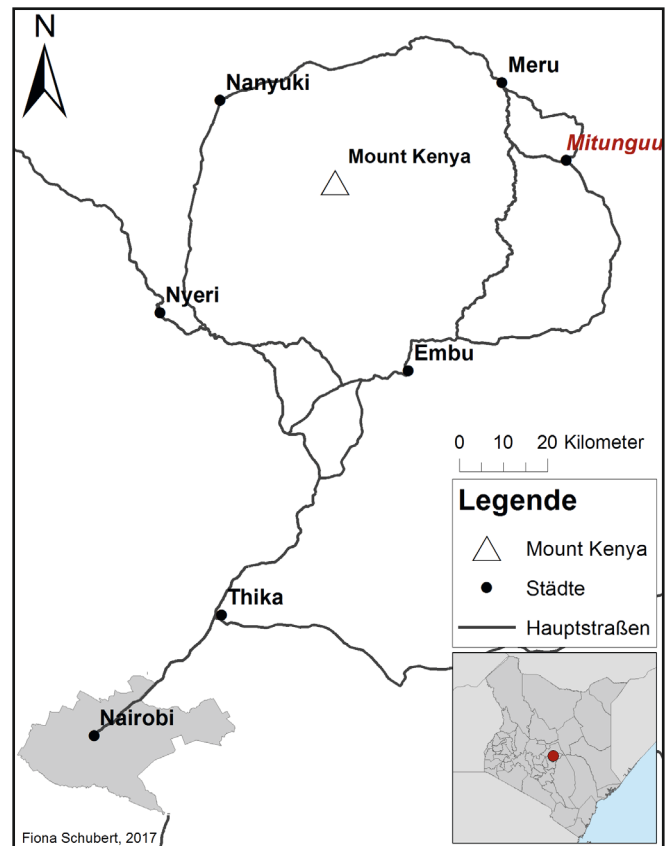 N
Meru
Nanyuki
Mitunguu
Mount Kenya
Nyeri
Embu
0 10 20 Kilometer
Legende
Mount Kenya
Städte
Hauptstraßen
Thika
Nairobi
Fiona Schubert, 2017